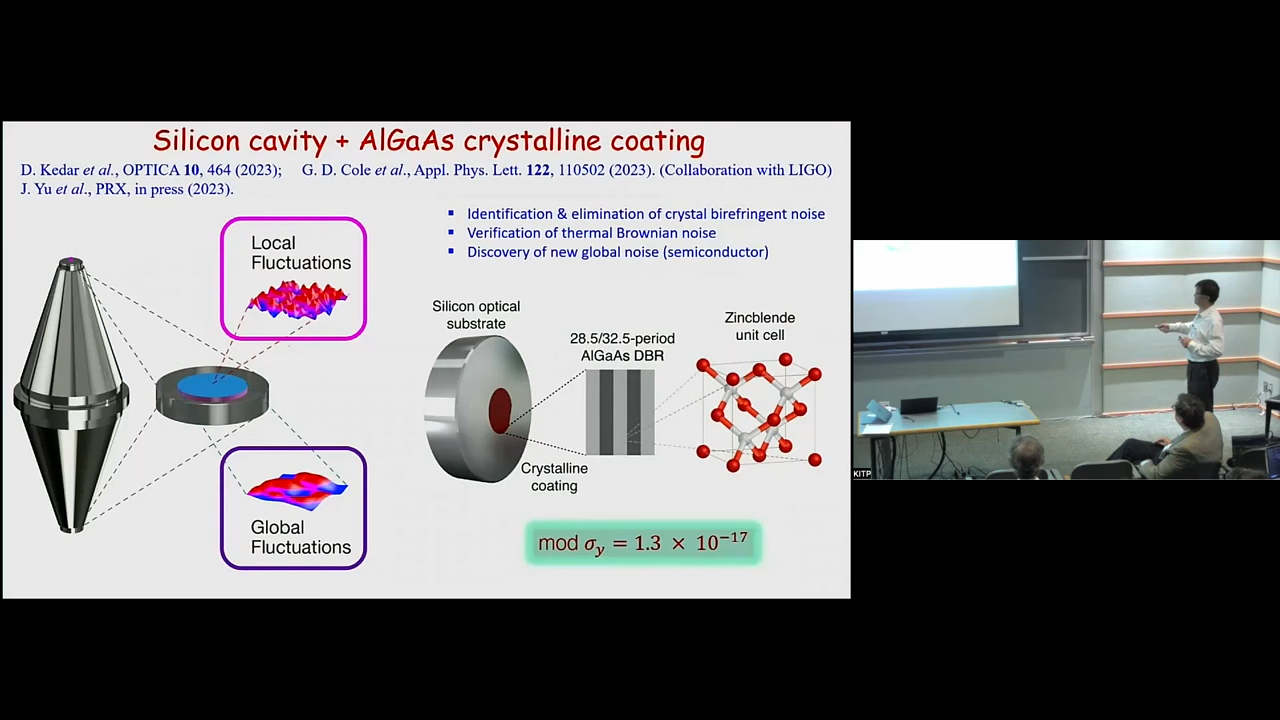 Silicon cavity + AlGaAs crystalline coating
D. Kedar et al., OPTICA 10, 464 (2023); G. D. Cole et al., Appl. Phys. Lett. 122, 110502 (2023). (Collaboration with LIGO)
J. Yu et al., PRX, in press (2023).
▪ Identification & elimination of crystal birefringent noise
▪ Verification of thermal Brownian noise
▪ Discovery of new global noise (semiconductor)
Local
Fluctuations
Silicon optical
substrate
28.5/32.5-period
AlGaAs DBR
Zincblende
unit cell
Crystalline
coating
Global
Fluctuations
mod σ_y = 1.3 × 10⁻¹⁷
KITP